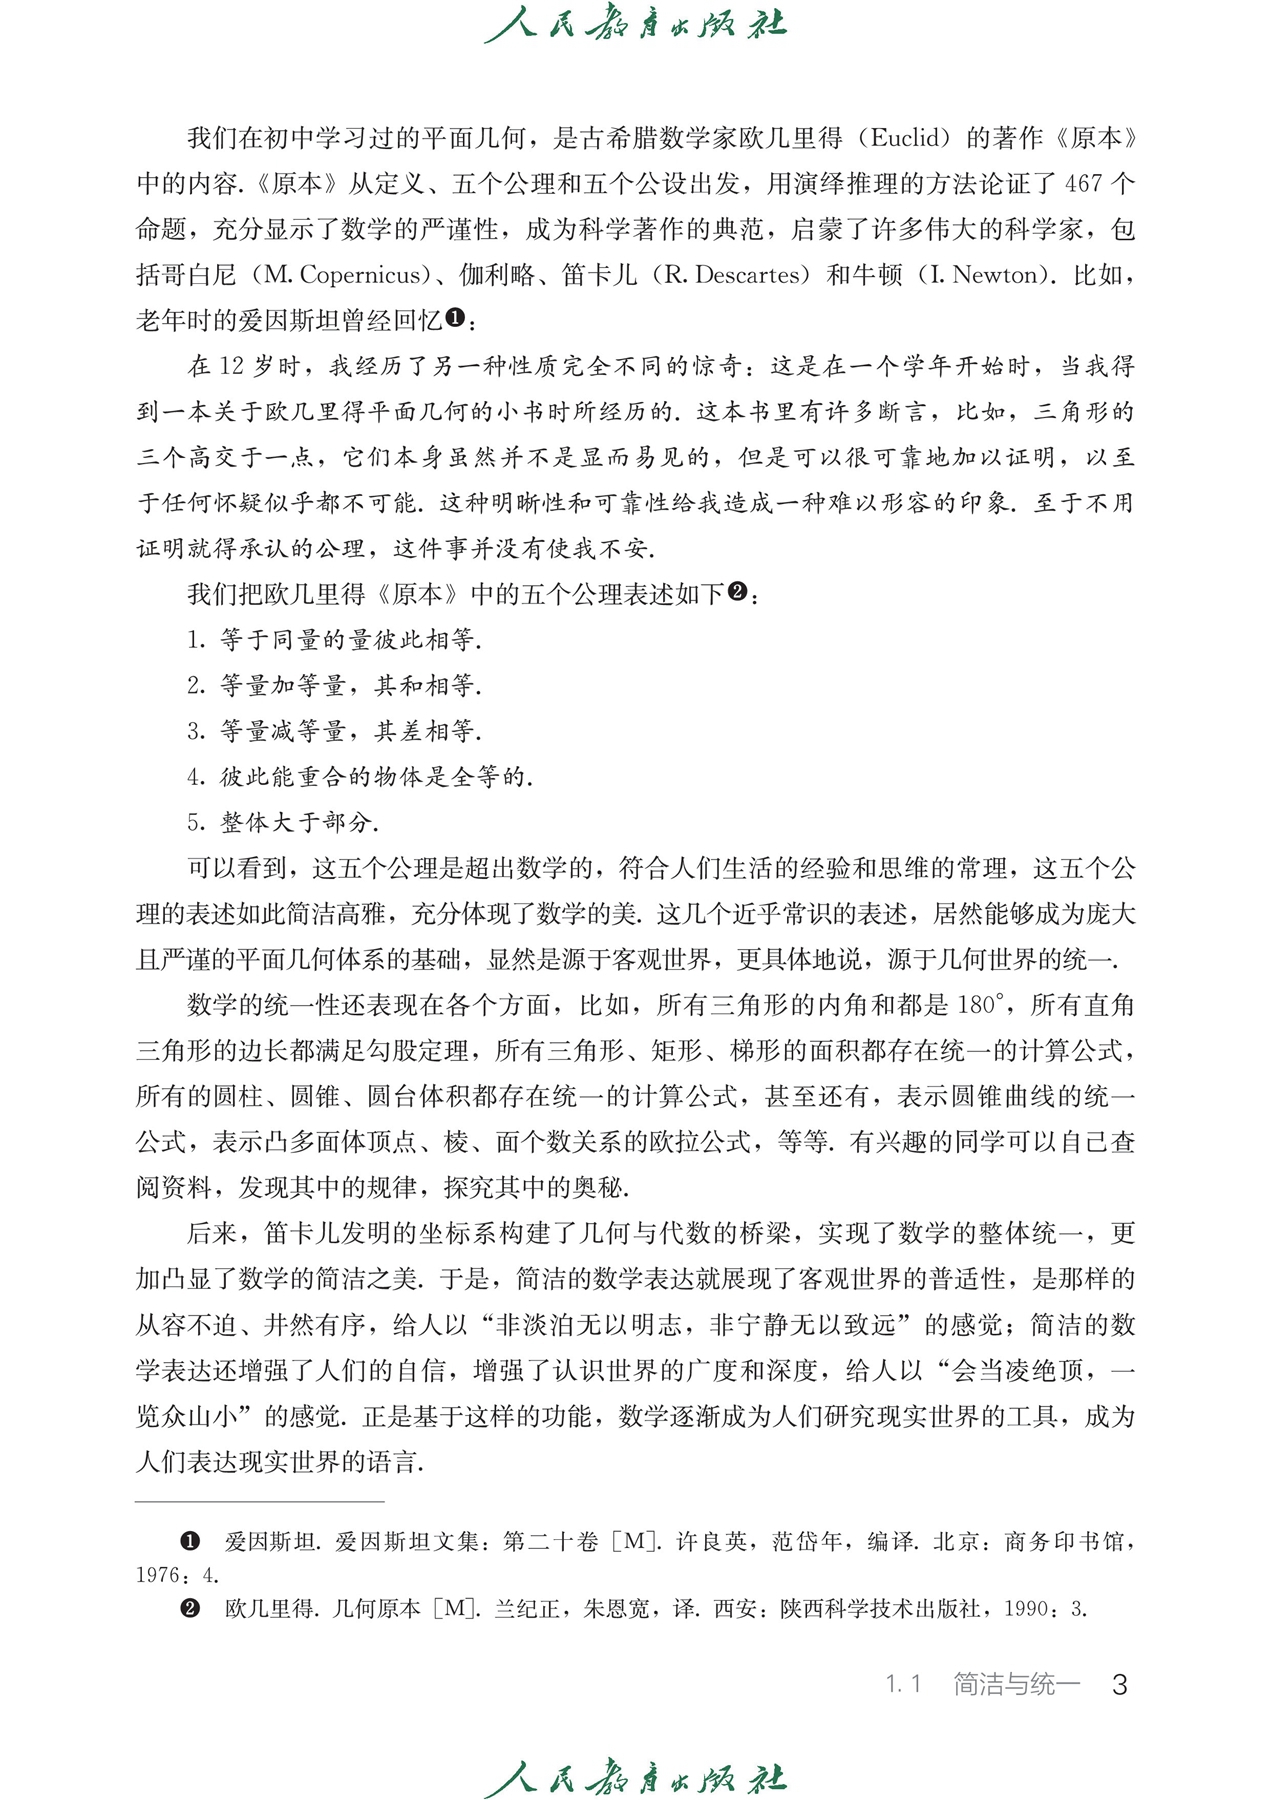 人民教育出版社
我们在初中学习过的平面几何，是古希腊数学家欧几里得（Euclid）的著作《原本》
中的内容.《原本》从定义、五个公理和五个公设出发，用演绎推理的方法论证了 467 个
命题，充分显示了数学的严谨性，成为科学著作的典范，启蒙了许多伟大的科学家，包
括哥白尼（M. Copernicus）、伽利略、笛卡儿（R. Descartes）和牛顿（I. Newton）. 比如，
老年时的爱因斯坦曾经回忆❶：
在 12 岁时，我经历了另一种性质完全不同的惊奇：这是在一个学年开始时，当我得
到一本关于欧几里得平面几何的小书时所经历的. 这本书里有许多断言，比如，三角形的
三个高交于一点，它们本身虽然并不是显而易见的，但是可以很可靠地加以证明，以至
于任何怀疑似乎都不可能. 这种明晰性和可靠性给我造成一种难以形容的印象. 至于不用
证明就得承认的公理，这件事并没有使我不安.
我们把欧几里得《原本》中的五个公理表述如下❷：
1. 等于同量的量彼此相等.
2. 等量加等量，其和相等.
3. 等量减等量，其差相等.
4. 彼此能重合的物体是全等的.
5. 整体大于部分.
可以看到，这五个公理是超出数学的，符合人们生活的经验和思维的常理，这五个公
理的表述如此简洁高雅，充分体现了数学的美. 这几个近乎常识的表述，居然能够成为庞大
且严谨的平面几何体系的基础，显然是源于客观世界，更具体地说，源于几何世界的统一.
数学的统一性还表现在各个方面，比如，所有三角形的内角和都是 180°，所有直角
三角形的边长都满足勾股定理，所有三角形、矩形、梯形的面积都存在统一的计算公式，
所有的圆柱、圆锥、圆台体积都存在统一的计算公式，甚至还有，表示圆锥曲线的统一
公式，表示凸多面体顶点、棱、面个数关系的欧拉公式，等等. 有兴趣的同学可以自己查
阅资料，发现其中的规律，探究其中的奥秘.
后来，笛卡儿发明的坐标系构建了几何与代数的桥梁，实现了数学的整体统一，更
加凸显了数学的简洁之美. 于是，简洁的数学表达就展现了客观世界的普适性，是那样的
从容不迫、井然有序，给人以“非淡泊无以明志，非宁静无以致远”的感觉；简洁的数
学表达还增强了人们的自信，增强了认识世界的广度和深度，给人以“会当凌绝顶，一
览众山小”的感觉. 正是基于这样的功能，数学逐渐成为人们研究现实世界的工具，成为
人们表达现实世界的语言.
❶ 爱因斯坦. 爱因斯坦文集：第二十卷［M］. 许良英，范岱年，编译. 北京：商务印书馆，
1976：4.
❷ 欧几里得. 几何原本［M］. 兰纪正，朱恩宽，译. 西安：陕西科学技术出版社，1990：3.
1. 1 简洁与统一 3
人民教育出版社